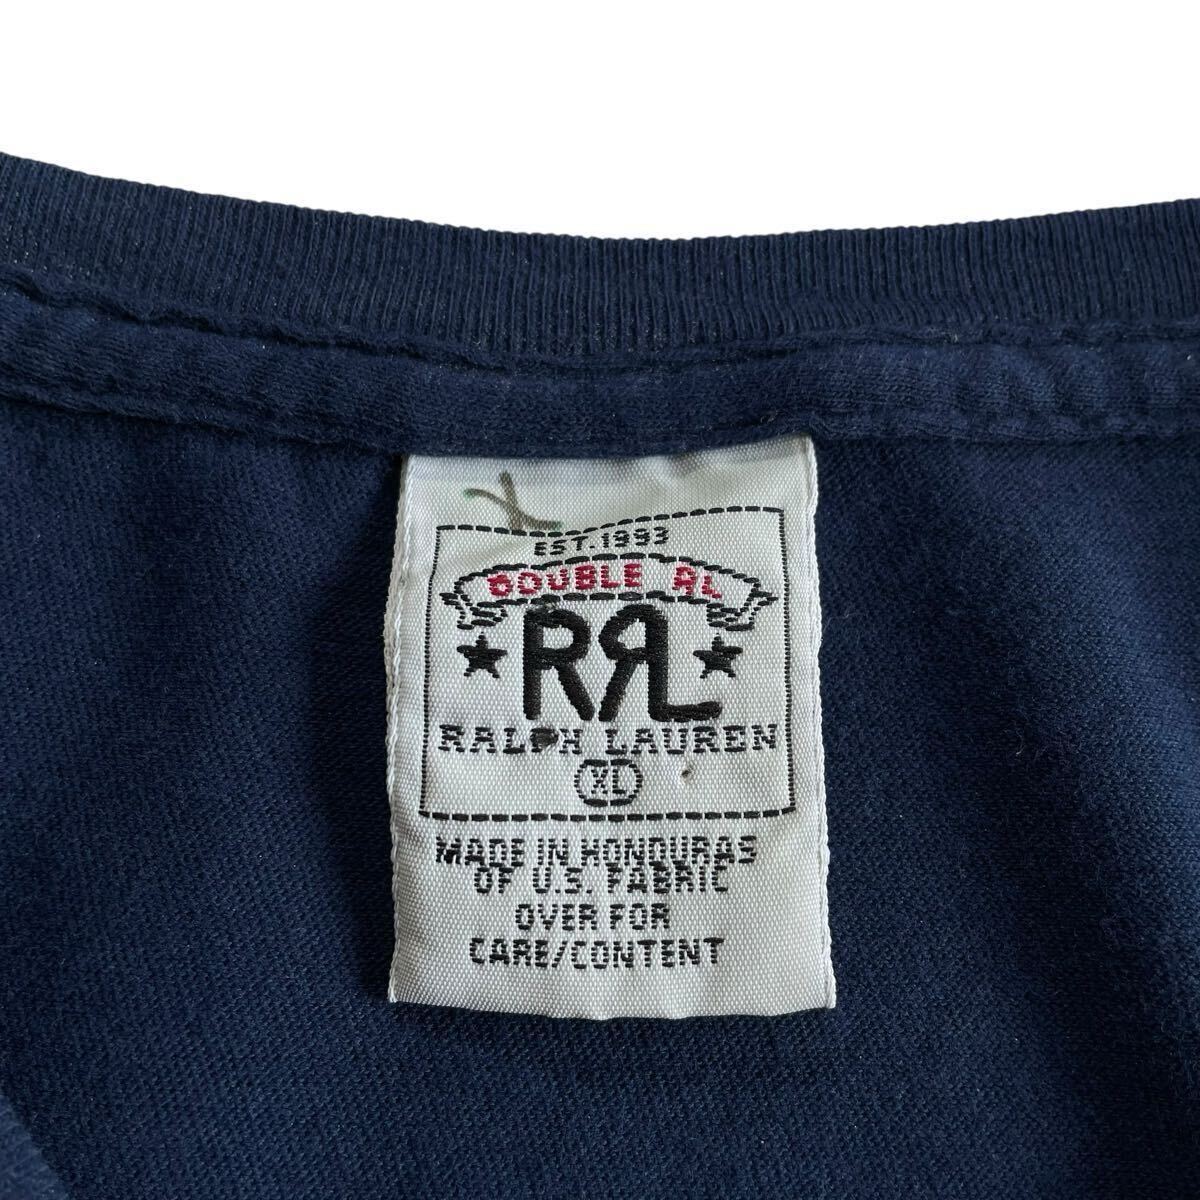 EST. 1993
DOUBLE RL
RRL
RALPH LAUREN
XL
MADE IN HONDURAS
OF U.S. FABRIC
OVER FOR
CARE/CONTENT